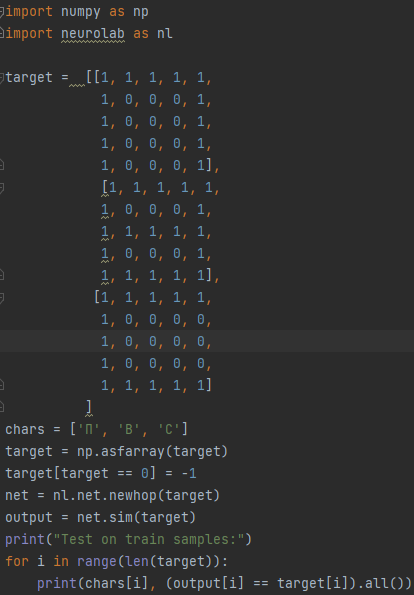 import numpy as np
import neurolab as nl

target =  [[1, 1, 1, 1, 1,
            1, 0, 0, 0, 1,
            1, 0, 0, 0, 1,
            1, 0, 0, 0, 1,
            1, 0, 0, 0, 1],
            [1, 1, 1, 1, 1,
            1, 0, 0, 0, 1,
            1, 1, 1, 1, 1,
            1, 0, 0, 0, 1,
            1, 1, 1, 1, 1],
           [1, 1, 1, 1, 1,
            1, 0, 0, 0, 0,
            1, 0, 0, 0, 0,
            1, 0, 0, 0, 0,
            1, 1, 1, 1, 1]
          ]
chars = ['П', 'В', 'С']
target = np.asfarray(target)
target[target == 0] = -1
net = nl.net.newhop(target)
output = net.sim(target)
print("Test on train samples:")
for i in range(len(target)):
    print(chars[i], (output[i] == target[i]).all())